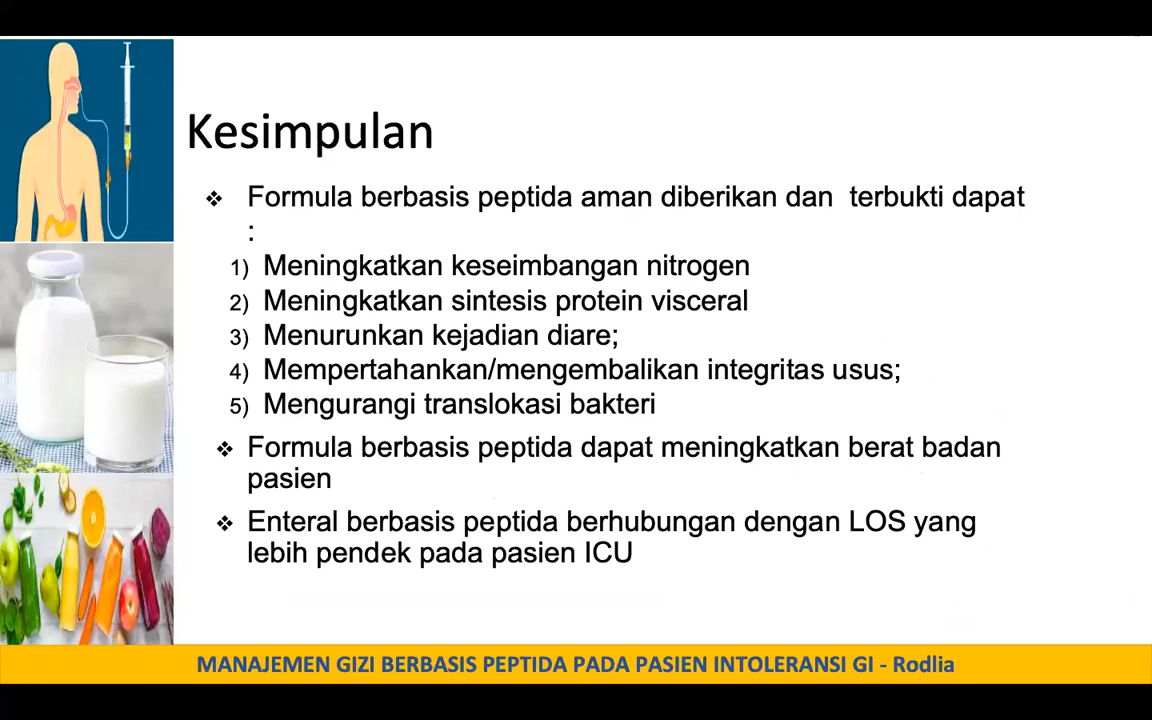 Kesimpulan
❖ Formula berbasis peptida aman diberikan dan terbukti dapat
:
1) Meningkatkan keseimbangan nitrogen
2) Meningkatkan sintesis protein visceral
3) Menurunkan kejadian diare;
4) Mempertahankan/mengembalikan integritas usus;
5) Mengurangi translokasi bakteri
❖ Formula berbasis peptida dapat meningkatkan berat badan
pasien
❖ Enteral berbasis peptida berhubungan dengan LOS yang
lebih pendek pada pasien ICU
MANAJEMEN GIZI BERBASIS PEPTIDA PADA PASIEN INTOLERANSI GI - Rodlia